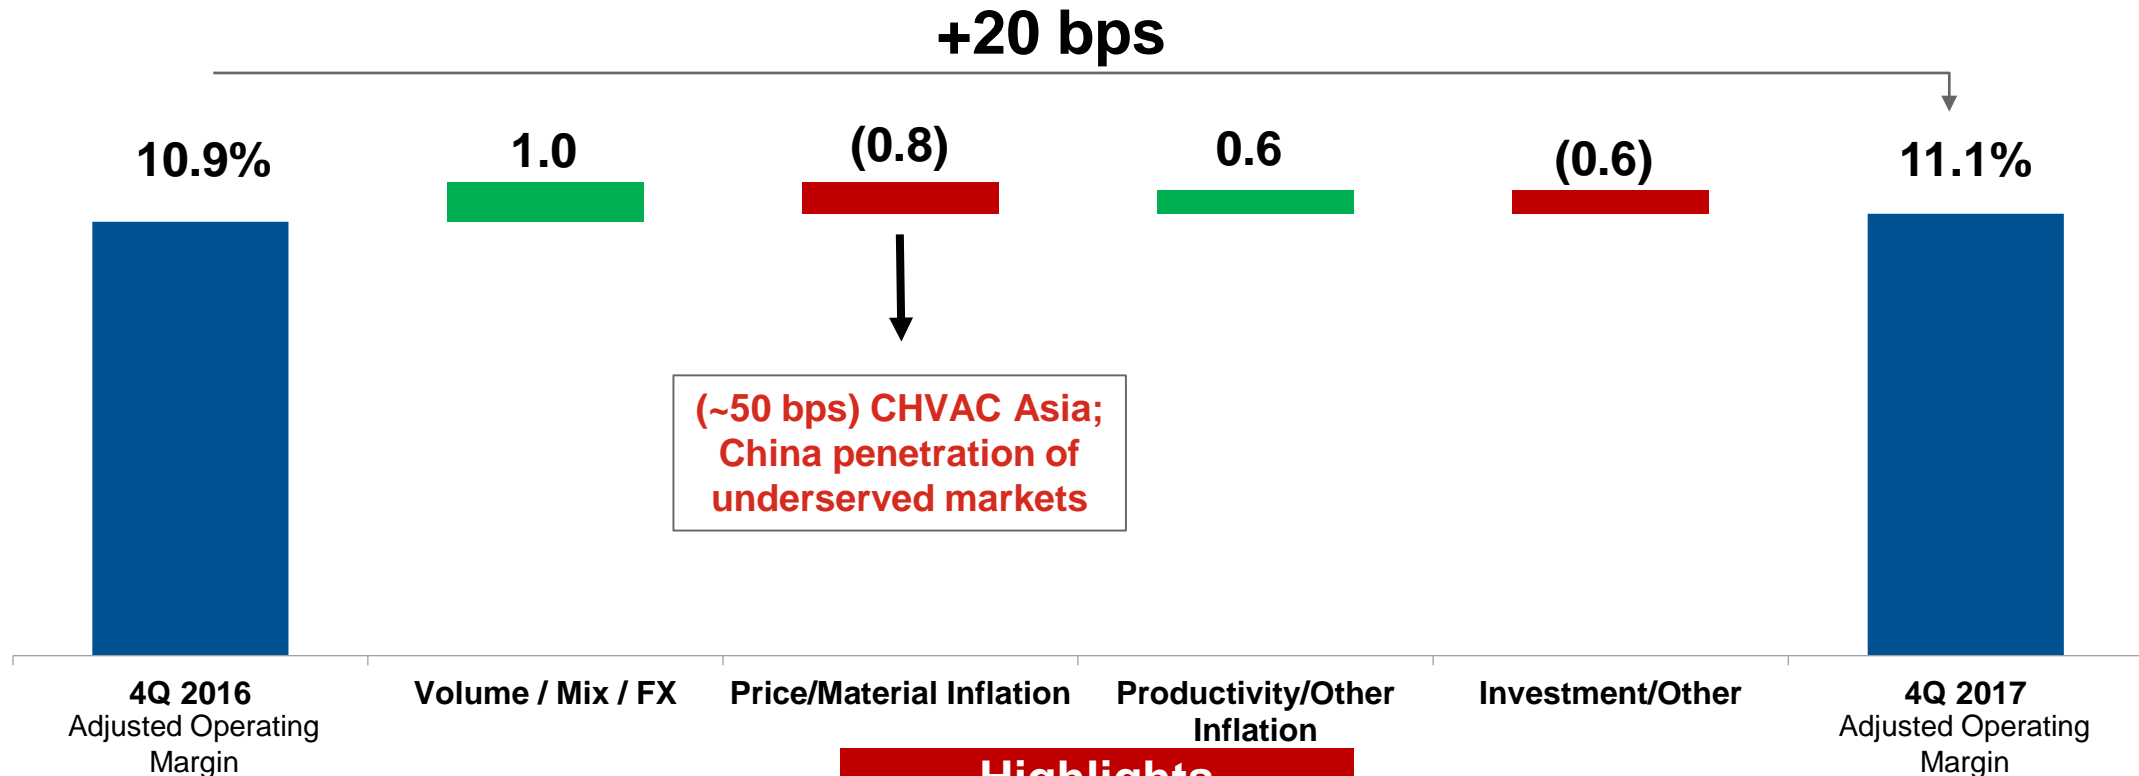 +20 bps
10.9%
1.0
(0.8)
0.6
(0.6)
11.1%
(~50 bps) CHVAC Asia;
China penetration of
underserved markets
4Q 2016
Adjusted Operating
Margin
Volume / Mix / FX
Price/Material Inflation
Productivity/Other
Inflation
Investment/Other
4Q 2017
Adjusted Operating
Margin
Highlights